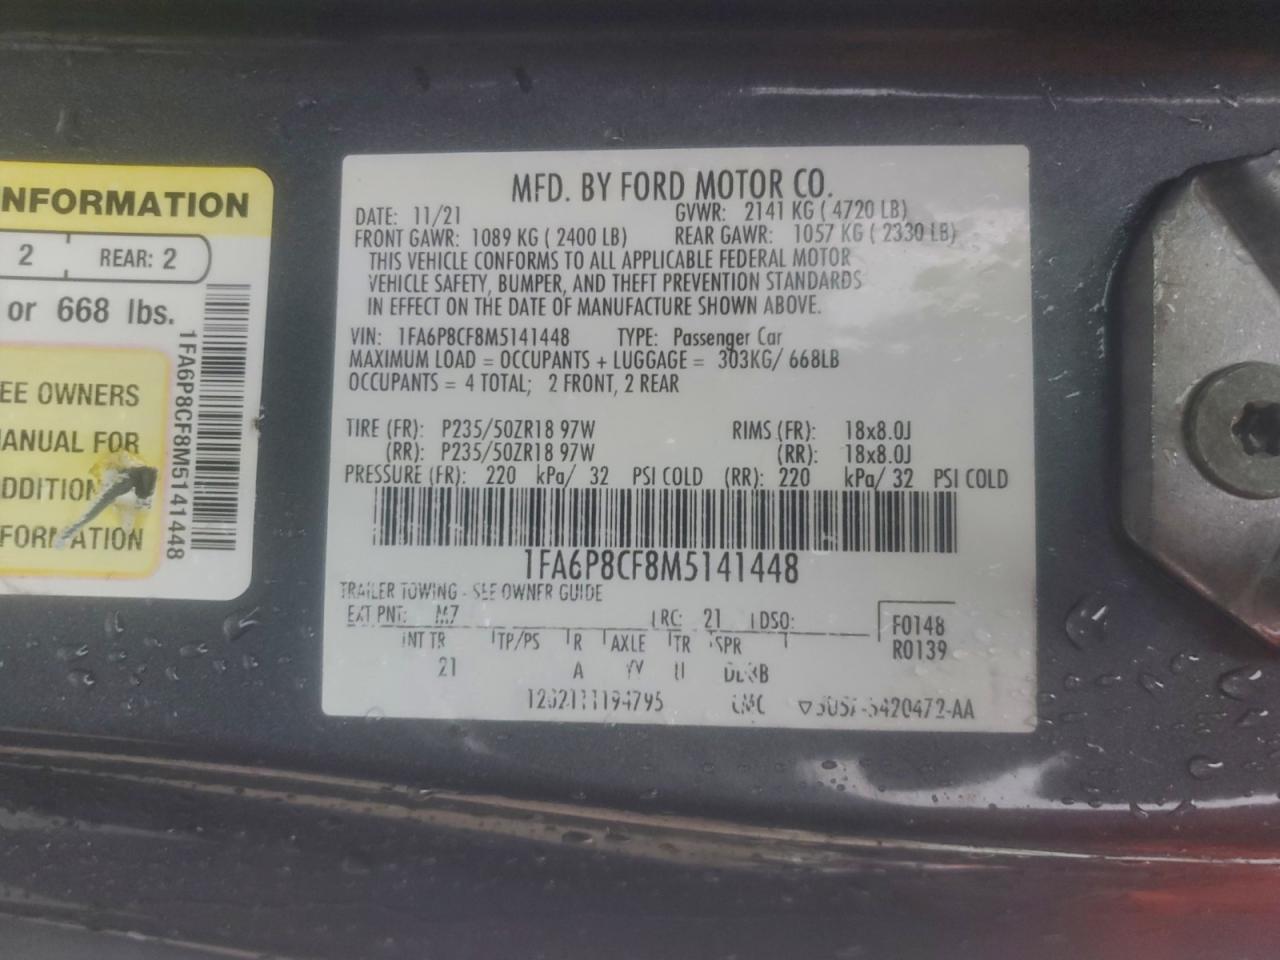 NFORMATION
2 REAR: 2
or 668 lbs.
EE OWNERS
ANUAL FOR
DDITION
FORMATION
1FA6P8CF8M5141448
MFD. BY FORD MOTOR CO.
DATE: 11/21 GVWR: 2141 KG ( 4720 LB)
FRONT GAWR: 1089 KG ( 2400 LB) REAR GAWR: 1057 KG ( 2330 LB)
THIS VEHICLE CONFORMS TO ALL APPLICABLE FEDERAL MOTOR
VEHICLE SAFETY, BUMPER, AND THEFT PREVENTION STANDARDS
IN EFFECT ON THE DATE OF MANUFACTURE SHOWN ABOVE.
VIN: 1FA6P8CF8M5141448 TYPE: Passenger Car
MAXIMUM LOAD = OCCUPANTS + LUGGAGE = 303KG/ 668LB
OCCUPANTS = 4 TOTAL; 2 FRONT, 2 REAR
TIRE (FR): P235/50ZR18 97W RIMS (FR): 18x8.0J
(RR): P235/50ZR18 97W (RR): 18x8.0J
PRESSURE (FR): 220 kPa/ 32 PSI COLD (RR): 220 kPa/ 32 PSI COLD
1FA6P8CF8M5141448
TRAILER TOWING - SEE OWNER GUIDE
EXT PNT: M7 RC: 21 DSO: F0148
INT TR TP/PS R AXLE TR SPR R0139
21 A